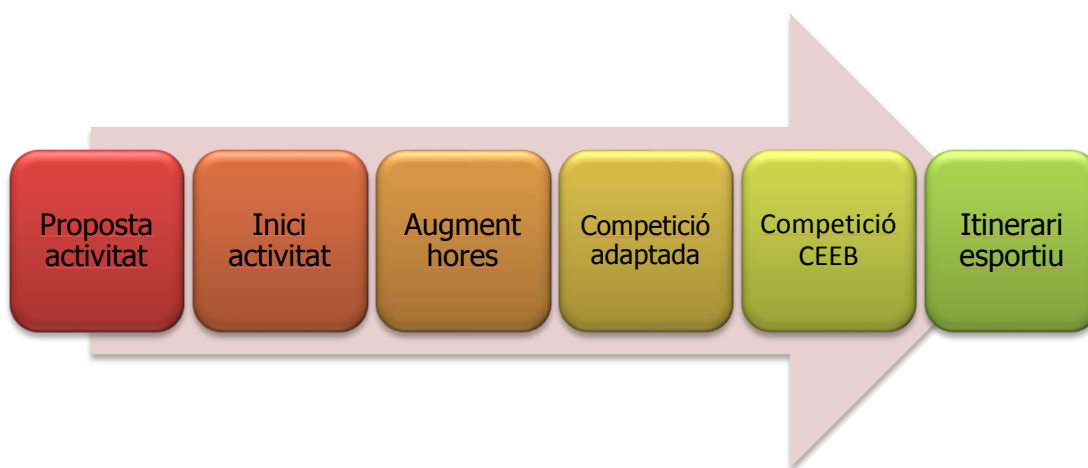 Proposta
activitat
Inici
activitat
Augment
hores
Competició
adaptada
Competició
CEEB
Itinerari
esportiu